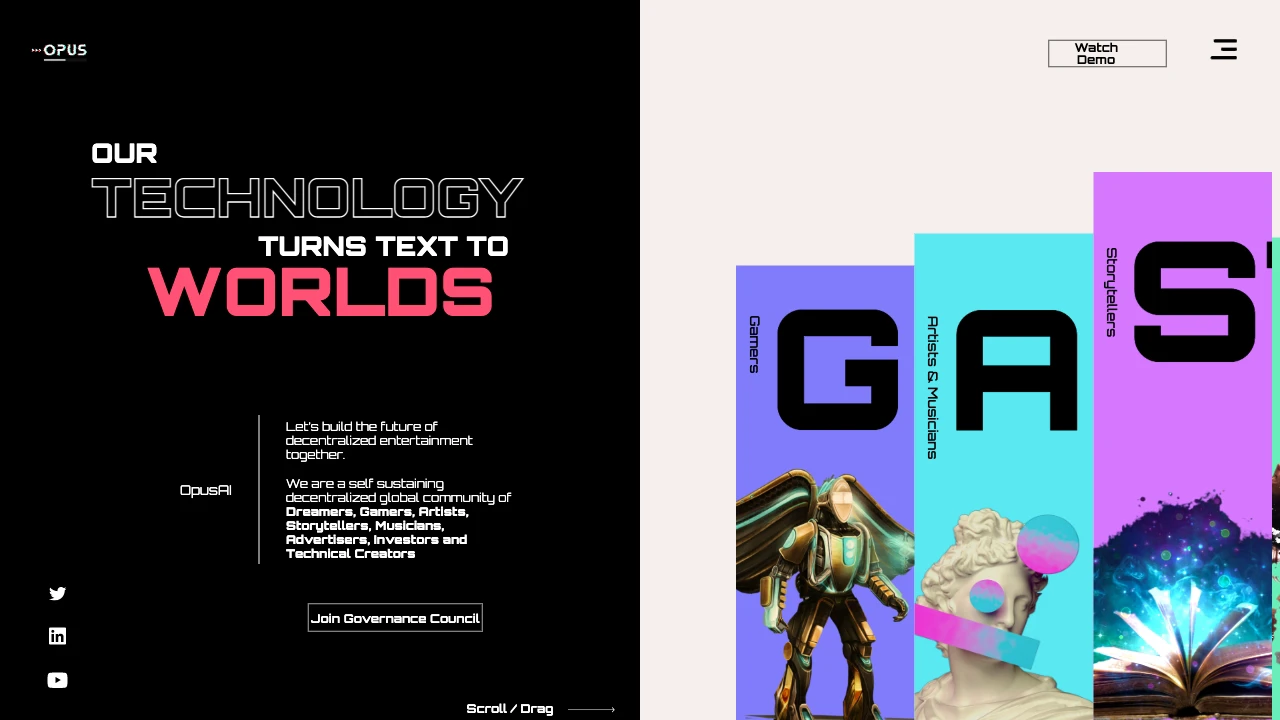 OPUS
Watch
Demo
OUR
TECHNOLOGY
TURNS TEXT TO
WORLDS
OpusAI
Let's build the future of
decentralized entertainment
together.
We are a self sustaining
decentralized global community of
Dreamers, Gamers, Artists,
Storytellers, Musicians,
Advertisers, Investors and
Technical Creators
Join Governance Council
Scroll / Drag
Gamers
G
Artists & Musicians
A
Storytellers
S